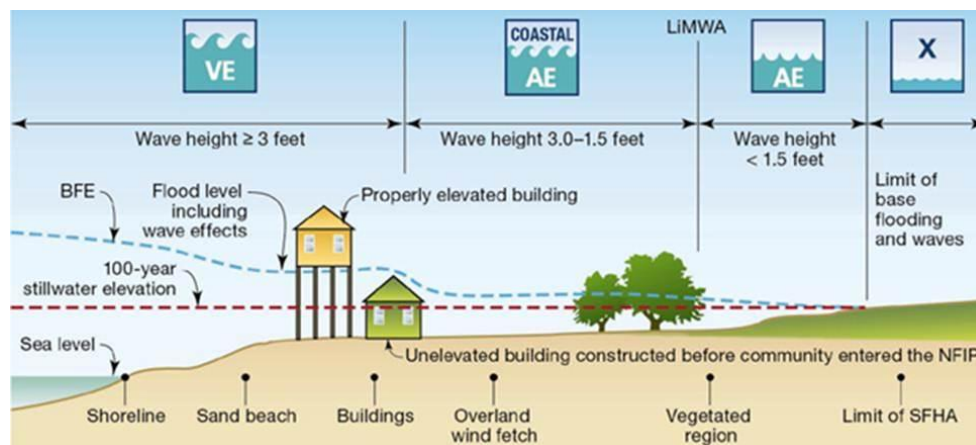 VE
COASTAL
AE
LiMWA
AE
X
Wave height ≥ 3 feet
Wave height 3.0–1.5 feet
Wave height
< 1.5 feet
BFE
Flood level
including
wave effects
Properly elevated building
Limit of
base
flooding
and waves
100-year
stillwater elevation
Sea level
Unelevated building constructed before community entered the NFIP
Shoreline
Sand beach
Buildings
Overland
wind fetch
Vegetated
region
Limit of SFHA